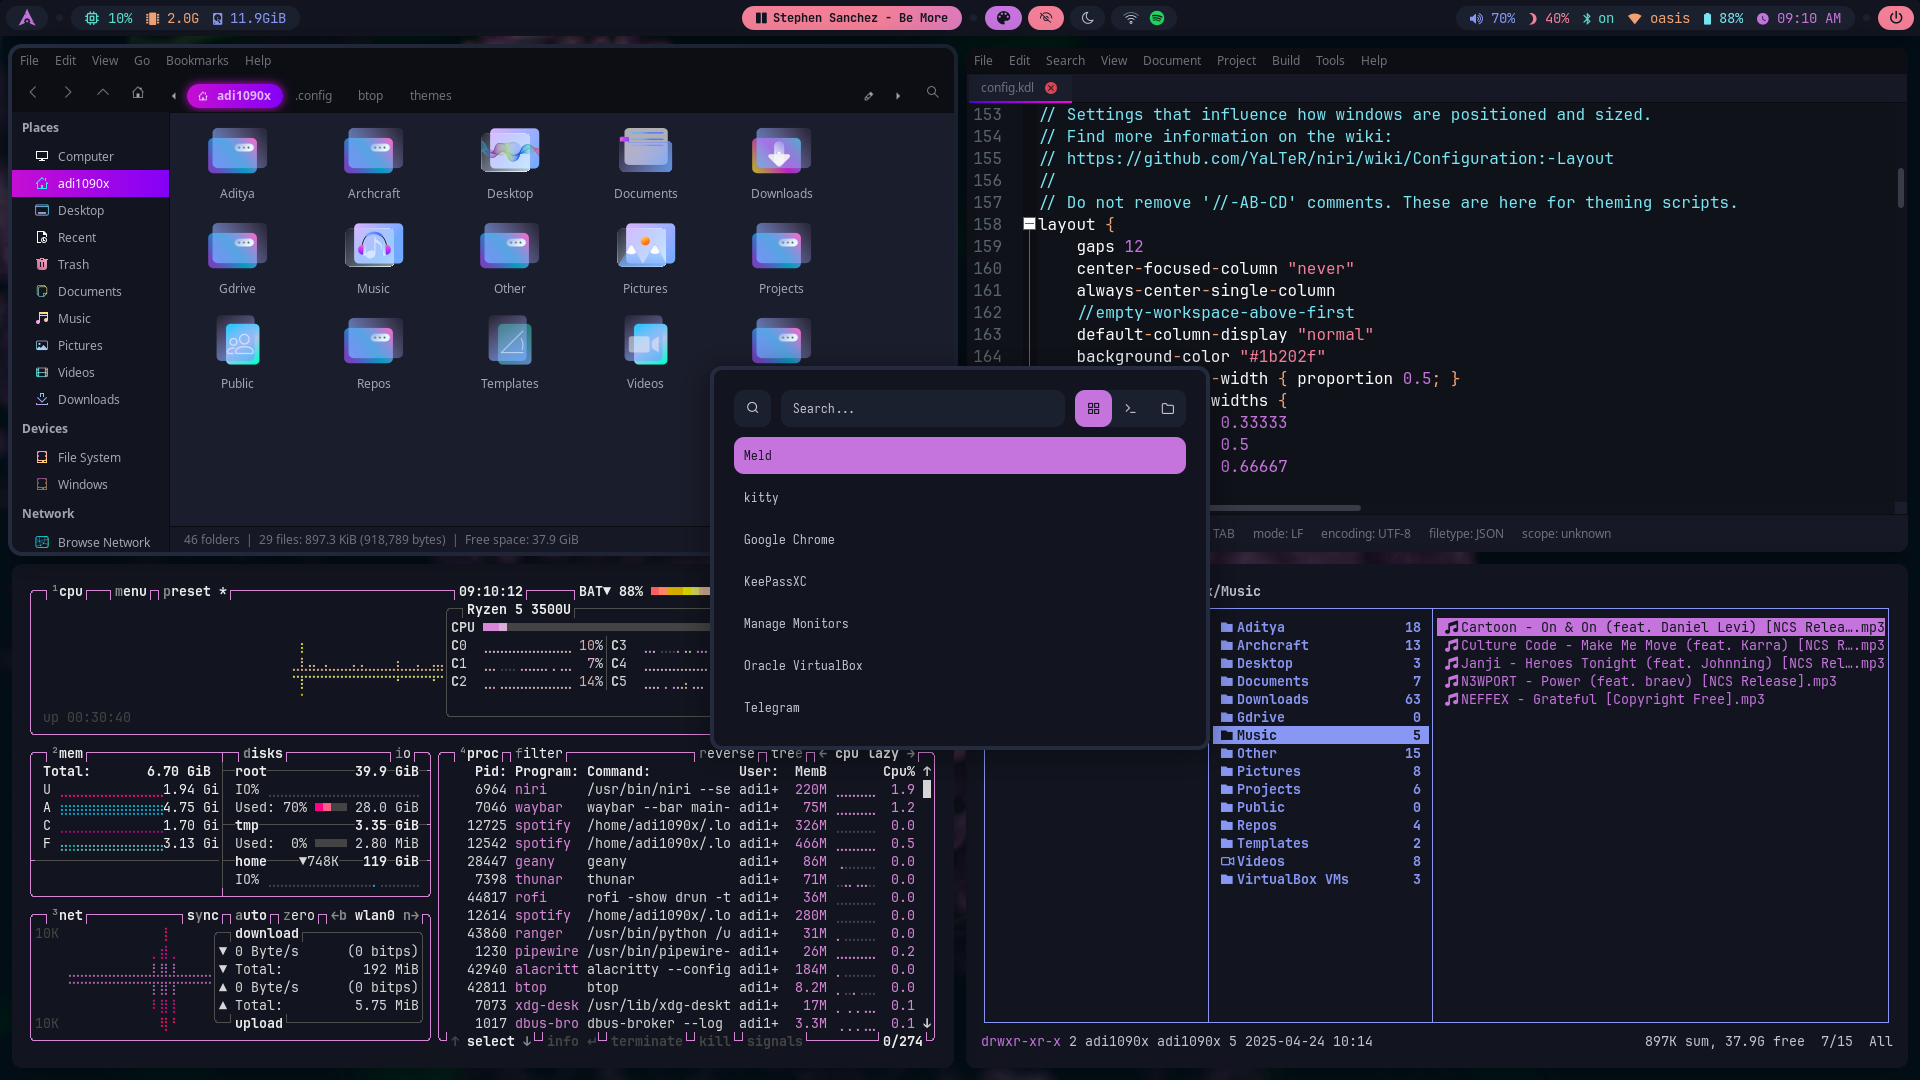 10% 2.0G 11.9GiB
Stephen Sanchez - Be More
70% 40% on oasis 88% 09:10 AM
File Edit View Go Bookmarks Help
adi1090x .config btop themes
Places
Computer
adi1090x
Desktop
Recent
Trash
Documents
Music
Pictures
Videos
Downloads
Devices
File System
Windows
Network
Browse Network
Aditya Archcraft Desktop Documents Downloads
Gdrive Music Other Pictures Projects
Public Repos Templates Videos
46 folders | 29 files: 897.3 KiB (918,789 bytes) | Free space: 37.9 GiB
File Edit Search View Document Project Build Tools Help
config.kdl
153 // Settings that influence how windows are positioned and sized.
154 // Find more information on the wiki:
155 // https://github.com/YaLTeR/niri/wiki/Configuration:-Layout
156 //
157 // Do not remove '//-AB-CD' comments. These are here for theming scripts.
158 layout {
159 gaps 12
160 center-focused-column "never"
161 always-center-single-column
162 //empty-workspace-above-first
163 default-column-display "normal"
164 background-color "#1b202f"
-width { proportion 0.5; }
widths {
0.33333
0.5
0.66667
TAB mode: LF encoding: UTF-8 filetype: JSON scope: unknown
Search...
Meld
kitty
Google Chrome
KeePassXC
Manage Monitors
Oracle VirtualBox
Telegram
1cpu menu preset * 09:10:12 BAT▼ 88%
Ryzen 5 3500U
CPU
C0 10% C3
C1 7% C4
C2 14% C5
up 00:30:40
2mem disks io
Total: 6.70 GiB root 39.9 GiB
U 1.94 Gi IO%
A 4.75 Gi Used: 70% 28.0 GiB
C 1.70 Gi tmp 3.35 GiB
F 3.13 Gi Used: 0% 2.80 MiB
home ▼748K 119 GiB
IO%
3net sync auto zero ←b wlan0 n→
10K download
▼ 0 Byte/s (0 bitps)
▼ Total: 192 MiB
▲ 0 Byte/s (0 bitps)
▲ Total: 5.75 MiB
10K upload
4proc filter reverse tree ← cpu lazy →
Pid: Program: Command: User: MemB Cpu% ↑
6964 niri /usr/bin/niri --se adi1+ 220M 1.9
7046 waybar waybar --bar main- adi1+ 75M 1.2
12725 spotify /home/adi1090x/.lo adi1+ 326M 0.0
12542 spotify /home/adi1090x/.lo adi1+ 466M 0.5
28447 geany geany adi1+ 86M 0.0
7398 thunar thunar adi1+ 71M 0.0
44817 rofi rofi -show drun -t adi1+ 36M 0.0
12614 spotify /home/adi1090x/.lo adi1+ 280M 0.0
43860 ranger /usr/bin/python /u adi1+ 31M 0.0
1230 pipewire /usr/bin/pipewire- adi1+ 26M 0.2
42940 alacritt alacritty --config adi1+ 184M 0.0
42811 btop btop adi1+ 8.2M 0.0
7073 xdg-desk /usr/lib/xdg-deskt adi1+ 17M 0.1
1017 dbus-bro dbus-broker --log adi1+ 3.3M 0.1 ↓
↑ select ↓ info ↵ terminate kill signals 0/274
x/Music
Aditya 18
Archcraft 13
Desktop 3
Documents 7
Downloads 63
Gdrive 0
Music 5
Other 15
Pictures 8
Projects 6
Public 0
Repos 4
Templates 2
Videos 8
VirtualBox VMs 3
Cartoon - On & On (feat. Daniel Levi) [NCS Relea….mp3
Culture Code - Make Me Move (feat. Karra) [NCS R….mp3
Janji - Heroes Tonight (feat. Johnning) [NCS Rel….mp3
N3WPORT - Power (feat. braev) [NCS Release].mp3
NEFFEX - Grateful [Copyright Free].mp3
drwxr-xr-x 2 adi1090x adi1090x 5 2025-04-24 10:14 897K sum, 37.9G free 7/15 All